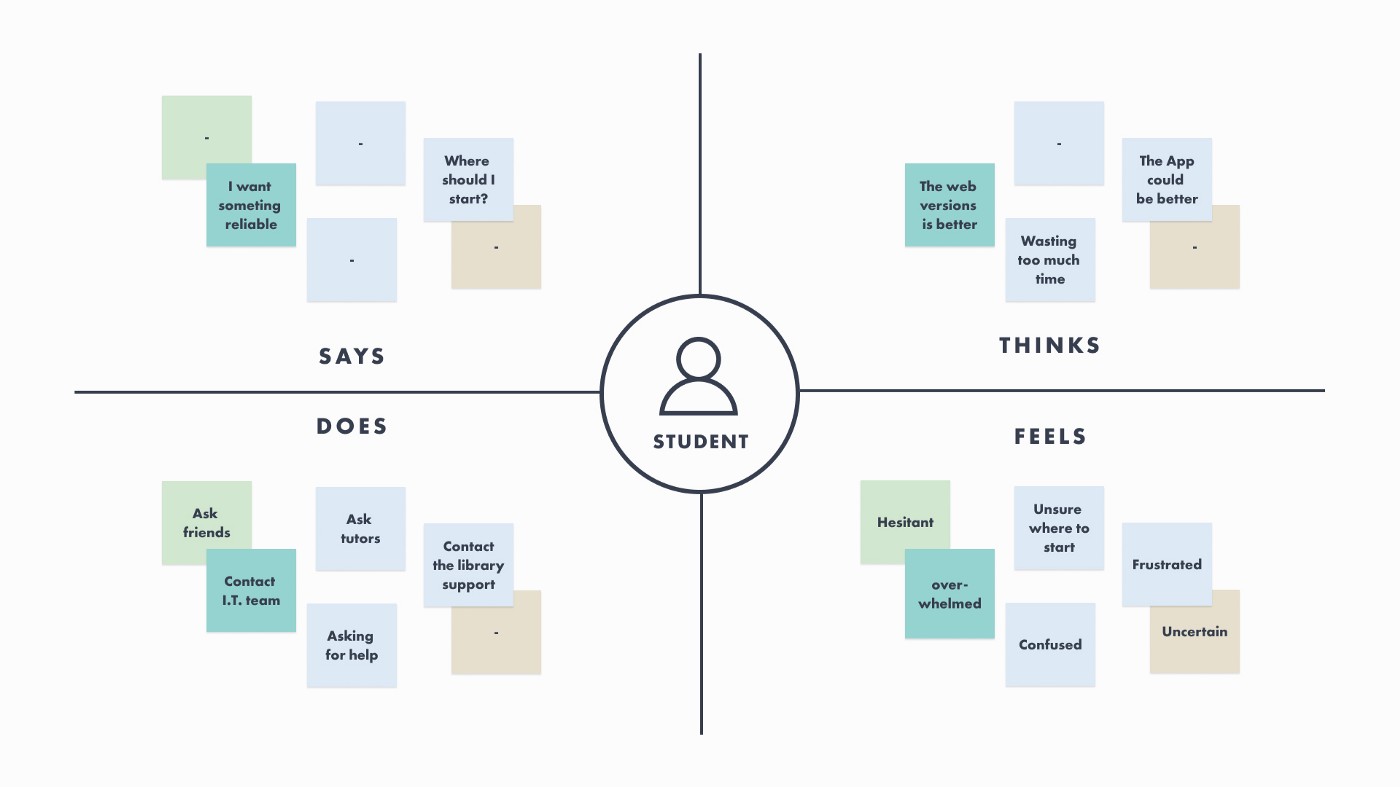 -
I want
someting
reliable
-
-
Where
should I
start?
-
SAYS
The web
versions
is better
-
Wasting
too much
time
The App
could
be better
-
THINKS
STUDENT
DOES
Ask
friends
Contact
I.T. team
Ask
tutors
Asking
for help
Contact
the library
support
-
FEELS
Hesitant
over-
whelmed
Unsure
where to
start
Confused
Frustrated
Uncertain